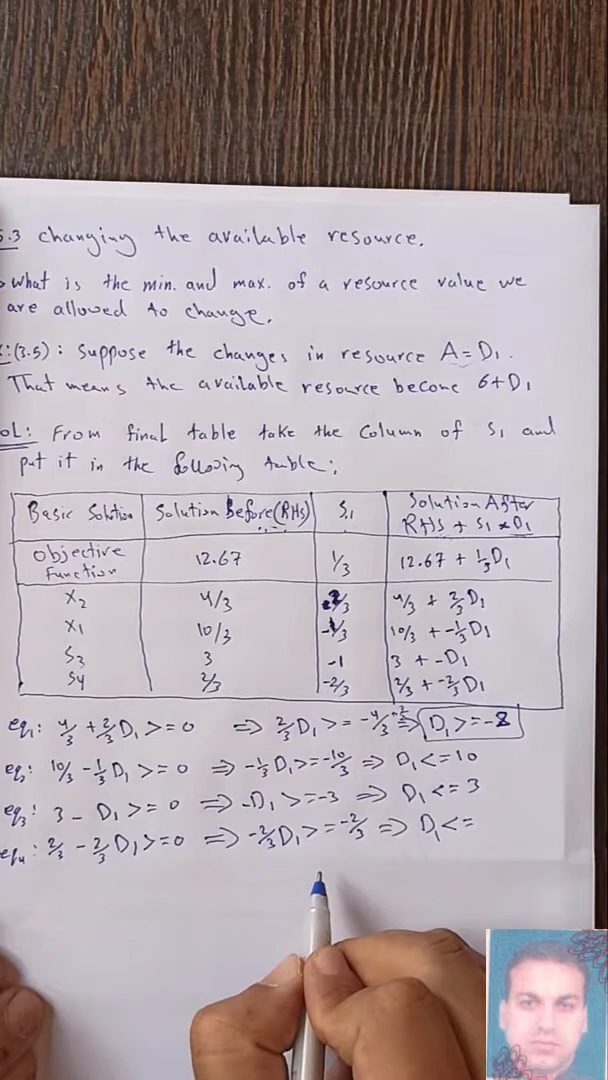 5.3 changing the available resource.
what is the min. and max. of a resource value we
are allowed to change.
:(3.5): Suppose the changes in resource A=D1.
That means the available resource become 6+D1
oL: From final table take the column of S1 and
put it in the following table:
Basic Solution | Solution Before (RHS) | S1 | Solution After RHS + S1 * D1
Objective Function | 12.67 | 1/3 | 12.67 + 1/3 D1
X2 | 4/3 | 2/3 | 4/3 + 2/3 D1
X1 | 10/3 | -1/3 | 10/3 + -1/3 D1
S3 | 3 | -1 | 3 + -D1
S4 | 2/3 | -2/3 | 2/3 + -2/3 D1
eq1: 4/3 + 2/3 D1 >= 0 => 2/3 D1 >= -4/3 => D1 >= -2
eq2: 10/3 - 1/3 D1 >= 0 => -1/3 D1 >= -10/3 => D1 <= 10
eq3: 3 - D1 >= 0 => -D1 >= -3 => D1 <= 3
eq4: 2/3 - 2/3 D1 >= 0 => -2/3 D1 >= -2/3 => D1 <=